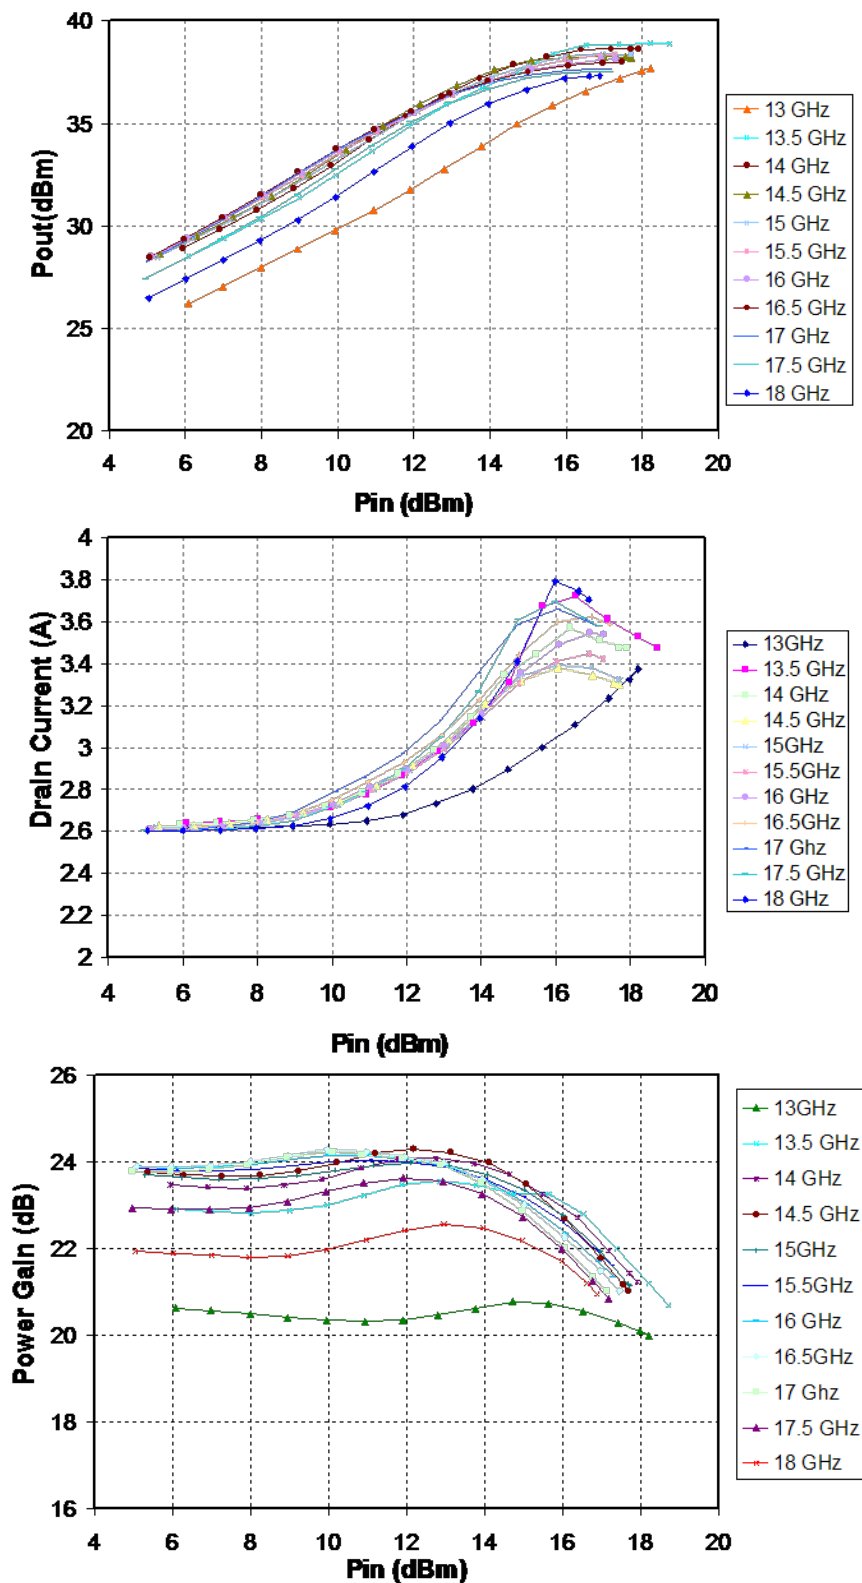 40
35
30
25
20
Pout(dBm)
4 6 8 10 12 14 16 18 20
Pin (dBm)
13 GHz
13.5 GHz
14 GHz
14.5 GHz
15 GHz
15.5 GHz
16 GHz
16.5 GHz
17 GHz
17.5 GHz
18 GHz
4
3.8
3.6
3.4
3.2
3
2.8
2.6
2.4
2.2
2
Drain Current (A)
4 6 8 10 12 14 16 18 20
Pin (dBm)
13GHz
13.5 GHz
14 GHz
14.5 GHz
15GHz
15.5GHz
16 GHz
16.5GHz
17 Ghz
17.5 GHz
18 GHz
26
24
22
20
18
16
Power Gain (dB)
4 6 8 10 12 14 16 18 20
Pin (dBm)
13GHz
13.5 GHz
14 GHz
14.5 GHz
15GHz
15.5GHz
16 GHz
16.5GHz
17 Ghz
17.5 GHz
18 GHz